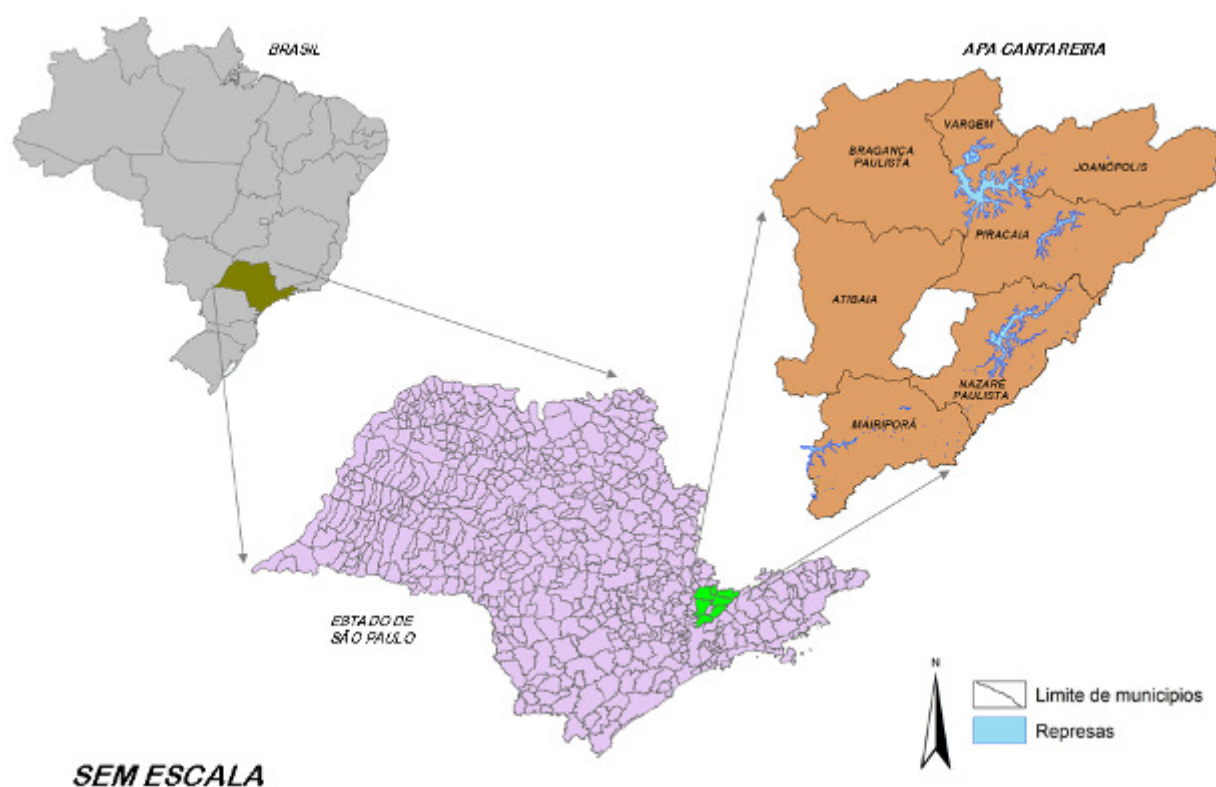 BRASIL
APA CANTAREIRA
VARGEM
BRAGANÇA
PAULISTA
JOANÓPOLIS
PIRACAIA
ATIBAIA
NAZARÉ
PAULISTA
MAIRIPORÃ
ESTADO DE
SÃO PAULO
N
Limite de municipios
Represas
SEM ESCALA